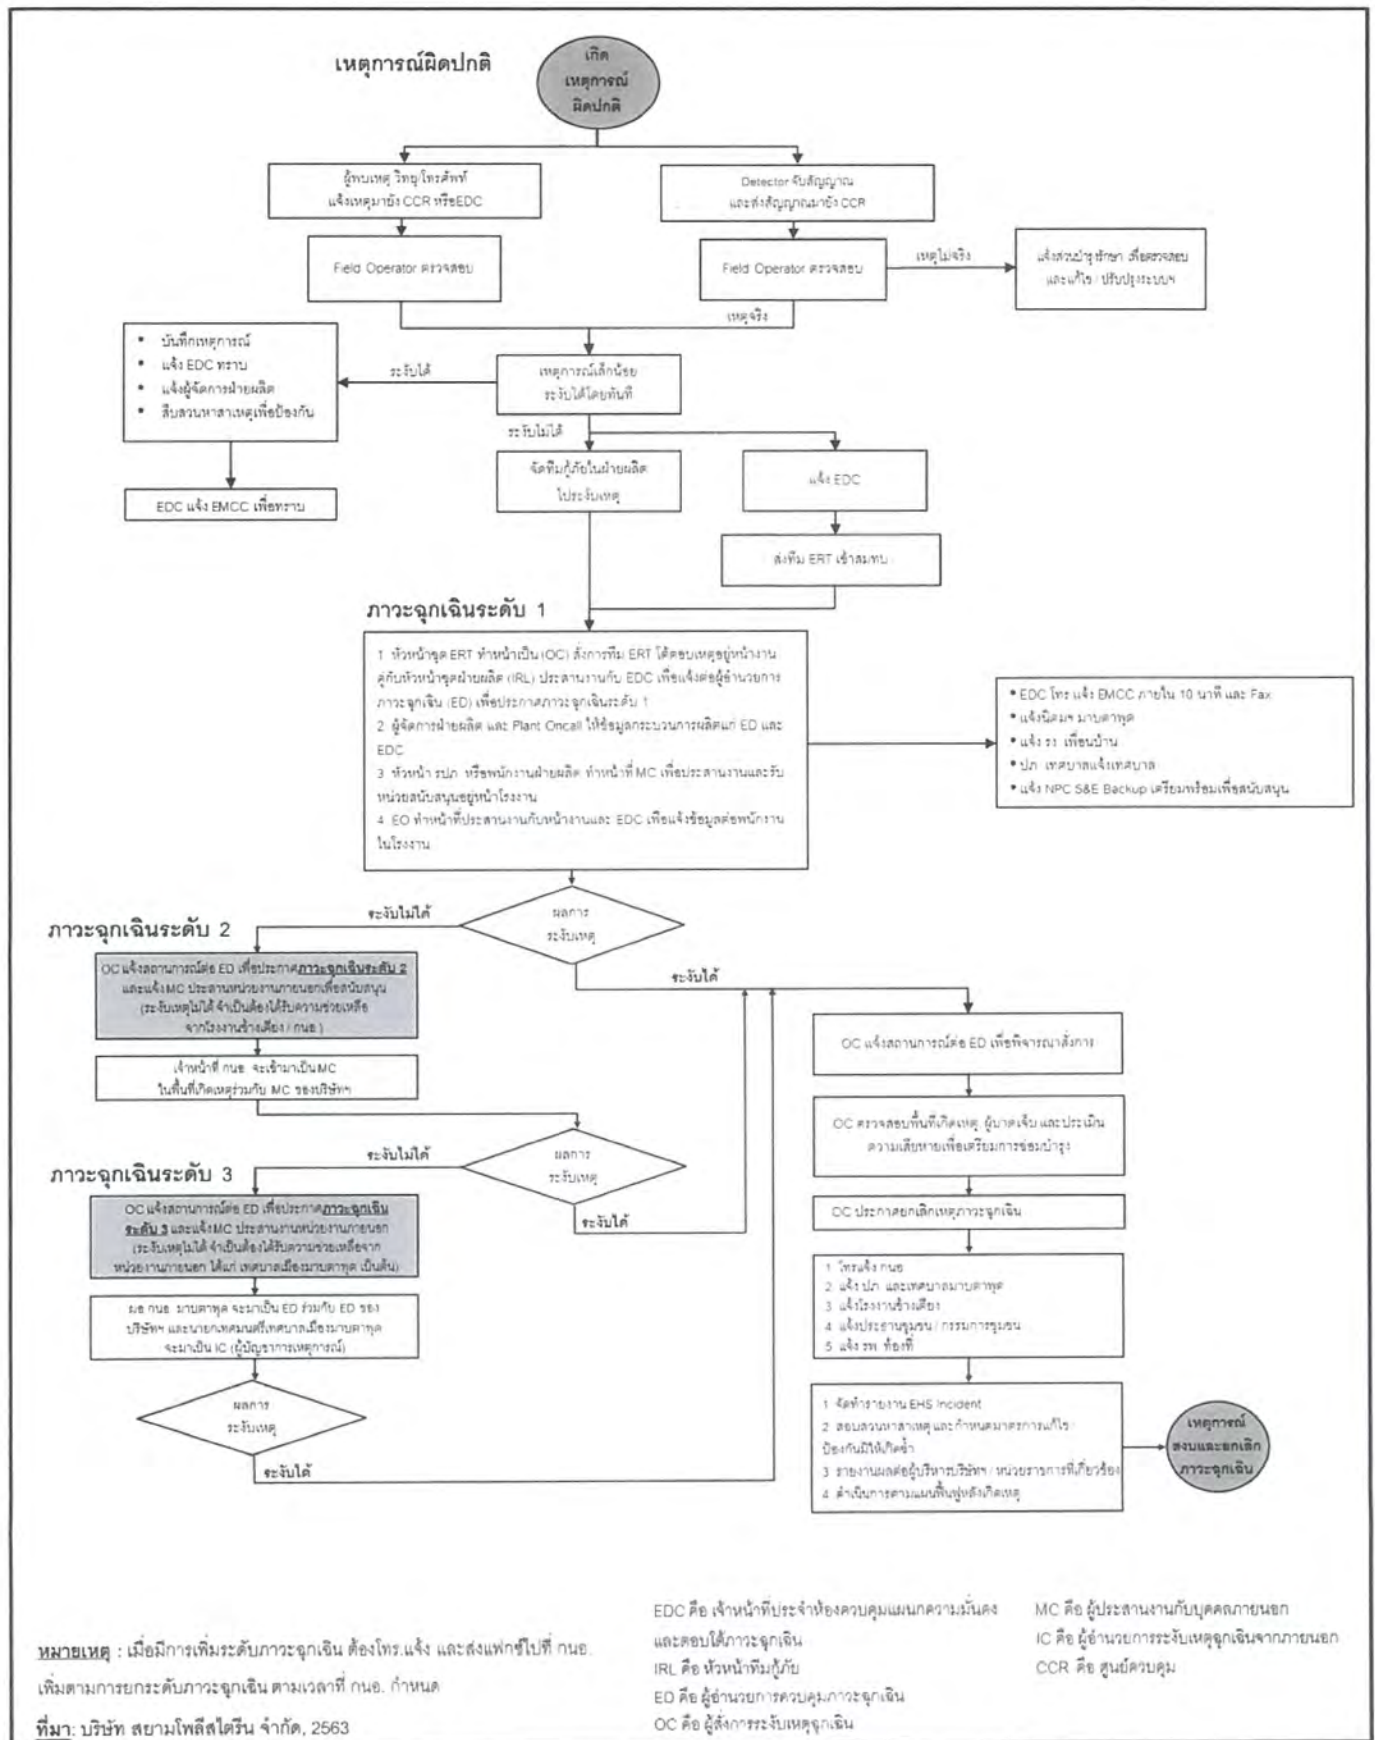 เหตุการณ์ผิดปกติ
เกิด
เหตุการณ์
ผิดปกติ
ผู้พบเหตุ วิทยุ/โทรศัพท์
แจ้งเหตุมายัง CCR หรือEDC
Detector จับสัญญาณ
และส่งสัญญาณมายัง CCR
Field Operator ตรวจสอบ
Field Operator ตรวจสอบ
เหตุไม่จริง
แจ้งส่วนบำรุงรักษา เพื่อตรวจสอบ
และแก้ไข / ปรับปรุงระบบฯ
เหตุจริง
• บันทึกเหตุการณ์
• แจ้ง EDC ทราบ
• แจ้งผู้จัดการฝ่ายผลิต
• สืบสวนหาสาเหตุเพื่อป้องกัน
ระงับได้
เหตุการณ์เล็กน้อย
ระงับได้โดยทันที
ระงับไม่ได้
EDC แจ้ง EMCC เพื่อทราบ
จัดทีมกู้ภัยในฝ่ายผลิต
ไประงับเหตุ
แจ้ง EDC
ส่งทีม ERT เข้าสมทบ
ภาวะฉุกเฉินระดับ 1
1 หัวหน้าชุด ERT ทำหน้าเป็น (OC) สั่งการทีม ERT โต้ตอบเหตุอยู่หน้างาน
คู่กับหัวหน้าชุดฝ่ายผลิต (IRL) ประสานงานกับ EDC เพื่อแจ้งต่อผู้อำนวยการ
ภาวะฉุกเฉิน (ED) เพื่อประกาศภาวะฉุกเฉินระดับ 1
2 ผู้จัดการฝ่ายผลิต และ Plant Oncall ให้ข้อมูลกระบวนการผลิตแก่ ED และ
EDC
3 หัวหน้า รปภ. หรือพนักงานฝ่ายผลิต ทำหน้าที่ MC เพื่อประสานงานและรับ
หน่วยสนับสนุนอยู่หน้าโรงงาน
4 EO ทำหน้าที่ประสานงานกับหน้างานและ EDC เพื่อแจ้งข้อมูลต่อพนักงาน
ในโรงงาน
• EDC โทร แจ้ง EMCC ภายใน 10 นาที และ Fax
• แจ้งนิคมฯ มาบตาพุด
• แจ้ง รง. เพื่อนบ้าน
• ปภ. เทศบาลแจ้งเทศบาล
• แจ้ง NPC S&E Backup เตรียมพร้อมเพื่อสนับสนุน
ผลการ
ระงับเหตุ
ระงับไม่ได้
ระงับได้
ภาวะฉุกเฉินระดับ 2
OC แจ้งสถานการณ์ต่อ ED เพื่อประกาศภาวะฉุกเฉินระดับ 2
และแจ้ง MC ประสานหน่วยงานภายนอกเพื่อสนับสนุน
(ระงับเหตุไม่ได้ จำเป็นต้องได้รับความช่วยเหลือ
จากโรงงานข้างเคียง / กนอ.)
เจ้าหน้าที่ กนอ. จะเข้ามาเป็น MC
ในพื้นที่เกิดเหตุร่วมกับ MC ของบริษัทฯ
ผลการ
ระงับเหตุ
ระงับไม่ได้
ระงับได้
ภาวะฉุกเฉินระดับ 3
OC แจ้งสถานการณ์ต่อ ED เพื่อประกาศภาวะฉุกเฉิน
ระดับ 3 และแจ้ง MC ประสานงานหน่วยงานภายนอก
(ระงับเหตุไม่ได้ จำเป็นต้องได้รับความช่วยเหลือจาก
หน่วยงานภายนอก ได้แก่ เทศบาลเมืองมาบตาพุด เป็นต้น)
ผอ.กนอ. มาบตาพุด จะมาเป็น ED ร่วมกับ ED ของ
บริษัทฯ และนายกเทศมนตรีเทศบาลเมืองมาบตาพุด
จะมาเป็น IC (ผู้บัญชาการเหตุการณ์)
ผลการ
ระงับเหตุ
ระงับได้
OC แจ้งสถานการณ์ต่อ ED เพื่อพิจารณาสั่งการ
OC ตรวจสอบพื้นที่เกิดเหตุ ผู้บาดเจ็บ และประเมิน
ความเสียหายเพื่อเตรียมการซ่อมบำรุง
OC ประกาศยกเลิกเหตุภาวะฉุกเฉิน
1 โทรแจ้ง กนอ.
2 แจ้ง ปภ. และเทศบาลมาบตาพุด
3 แจ้งโรงงานข้างเคียง
4 แจ้งประธานชุมชน / กรรมการชุมชน
5 แจ้ง รพ. ท้องที่
1 จัดทำรายงาน EHS Incident
2 สอบสวนหาสาเหตุ และกำหนดมาตรการแก้ไข /
ป้องกันมิให้เกิดซ้ำ
3 รายงานผลต่อผู้บริหารบริษัทฯ / หน่วยราชการที่เกี่ยวข้อง
4 ดำเนินการตามแผนฟื้นฟูหลังเกิดเหตุ
เหตุการณ์
สงบและยกเลิก
ภาวะฉุกเฉิน
หมายเหตุ : เมื่อมีการเพิ่มระดับภาวะฉุกเฉิน ต้องโทร.แจ้ง และส่งแฟกซ์ไปที่ กนอ.
เพิ่มตามการยกระดับภาวะฉุกเฉิน ตามเวลาที่ กนอ. กำหนด
ที่มา: บริษัท สยามโพลีสไตรีน จำกัด, 2563
EDC คือ เจ้าหน้าที่ประจำห้องควบคุมแผนกความมั่นคง
และตอบโต้ภาวะฉุกเฉิน
IRL คือ หัวหน้าทีมกู้ภัย
ED คือ ผู้อำนวยการควบคุมภาวะฉุกเฉิน
OC คือ ผู้สั่งการระงับเหตุฉุกเฉิน
MC คือ ผู้ประสานงานกับบุคคลภายนอก
IC คือ ผู้อำนวยการระงับเหตุฉุกเฉินจากภายนอก
CCR คือ ศูนย์ควบคุม